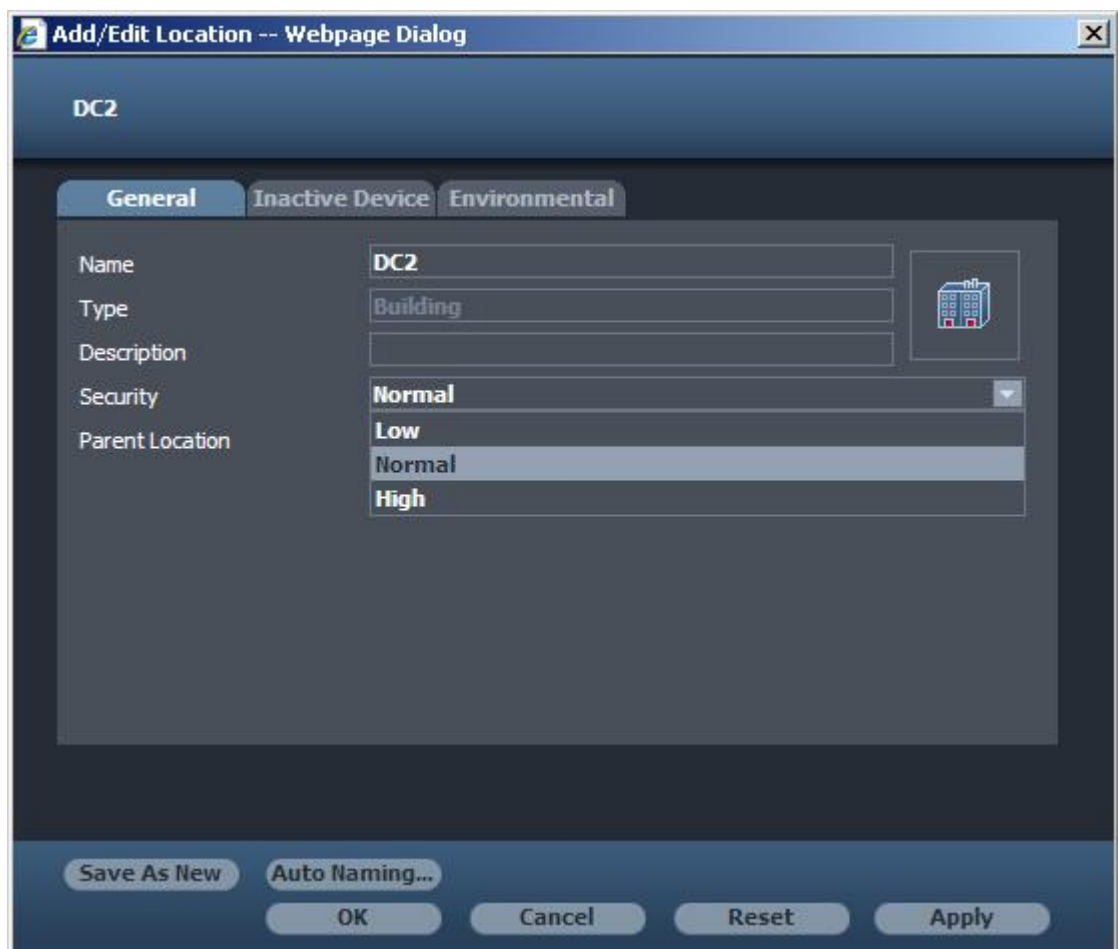 Add/Edit Location -- Webpage Dialog
DC2
General Inactive Device Environmental
Name DC2
Type Building
Description
Security Normal
Low
Parent Location
Normal
High
Save As New Auto Naming...
OK Cancel Reset Apply